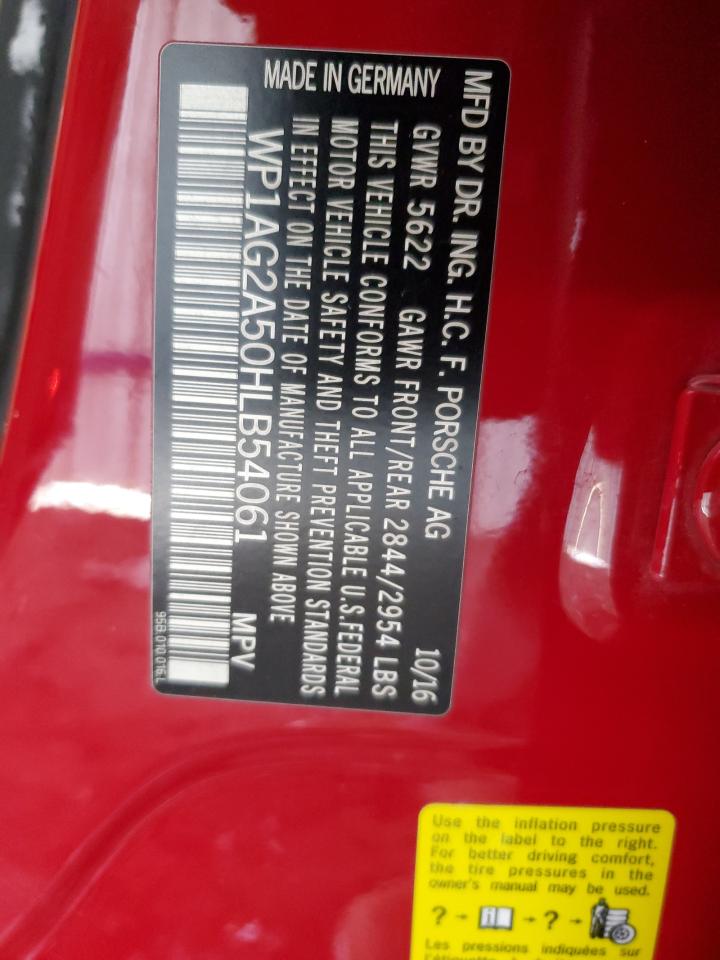 MFD BY DR. ING. H.C. F. PORSCHE AG
MADE IN GERMANY
10/16
GVWR 5622 GAWR FRONT/REAR 2844/2954 LBS
THIS VEHICLE CONFORMS TO ALL APPLICABLE U.S.FEDERAL
MOTOR VEHICLE SAFETY AND THEFT PREVENTION STANDARDS
IN EFFECT ON THE DATE OF MANUFACTURE SHOWN ABOVE
WP1AG2A50HLB54061 MPV
95B.010.016.L
Use the inflation pressure
on the label to the right.
For better driving comfort,
the tire pressures in the
owner's manual may be used.
? - i - ? -
Les pressions indiquées sur